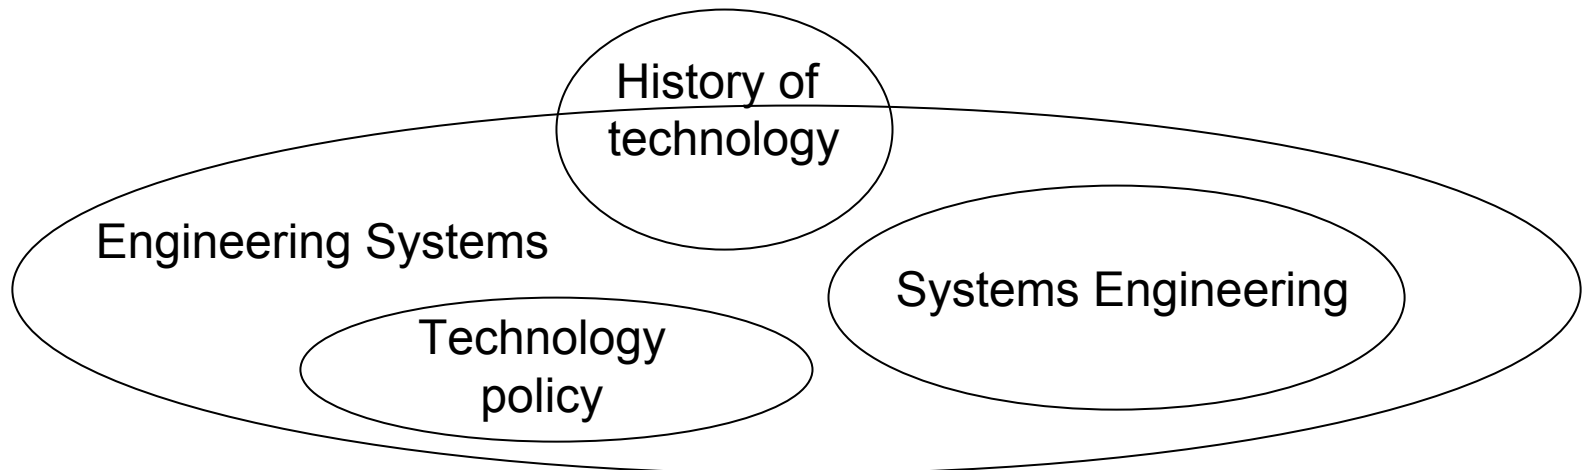 History of
technology
Engineering Systems
Systems Engineering
Technology
policy